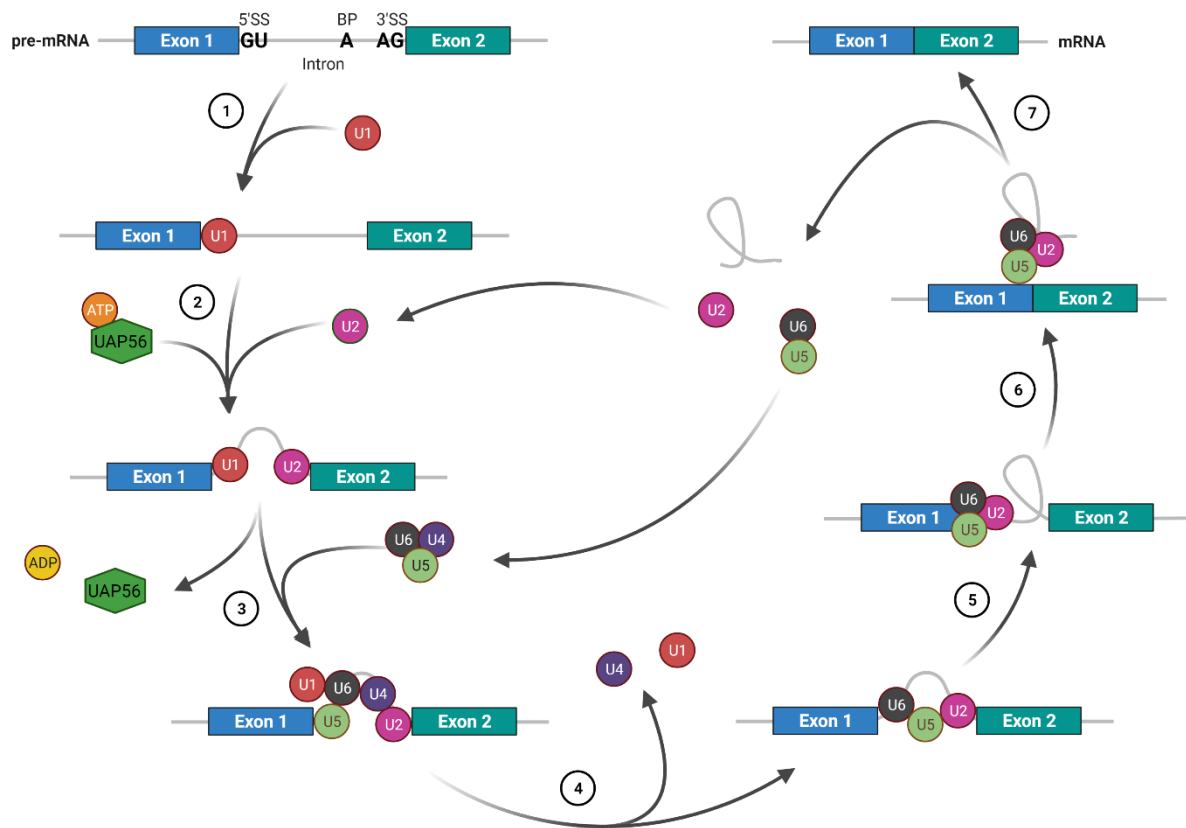 5'SS BP 3'SS
pre-mRNA Exon 1 GU A AG Exon 2
Intron
Exon 1 Exon 2 mRNA
1
U1
7
Exon 1 U1 Exon 2
U6
U2
U5
Exon 1 Exon 2
2
ATP
UAP56
U2
U2
U6
U5
6
Exon 1 U1 U2 Exon 2
U6
Exon 1 U2 Exon 2
U5
U6 U4
U5
ADP
UAP56
3
5
U4 U1
U1 U6 U4
Exon 1 U5 U2 Exon 2
Exon 1 U6 U5 U2 Exon 2
4